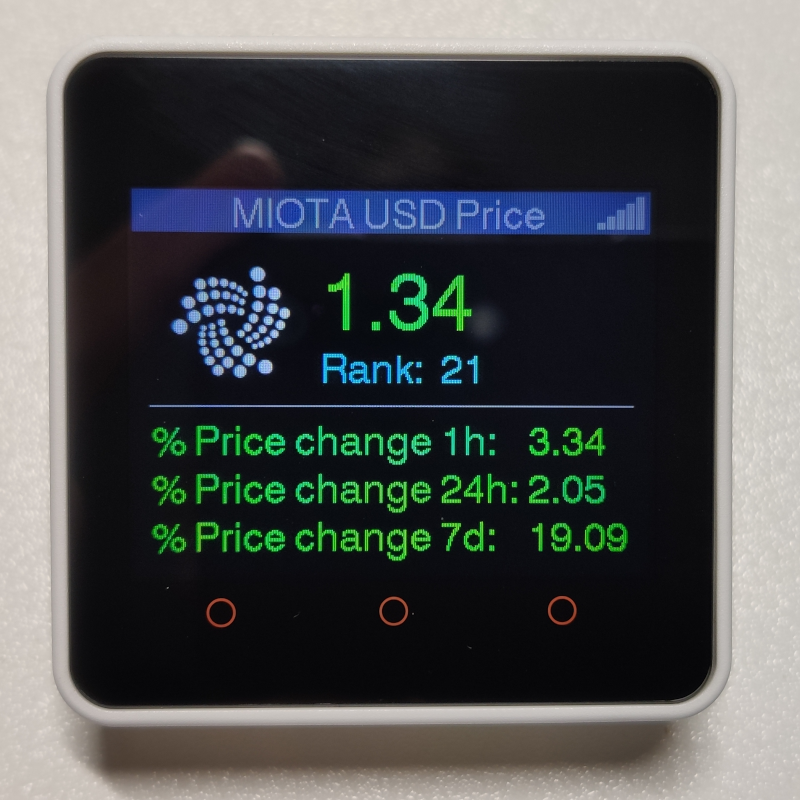 MIOTA USD Price
1.34
Rank: 21
% Price change 1h: 3.34
% Price change 24h: 2.05
% Price change 7d: 19.09